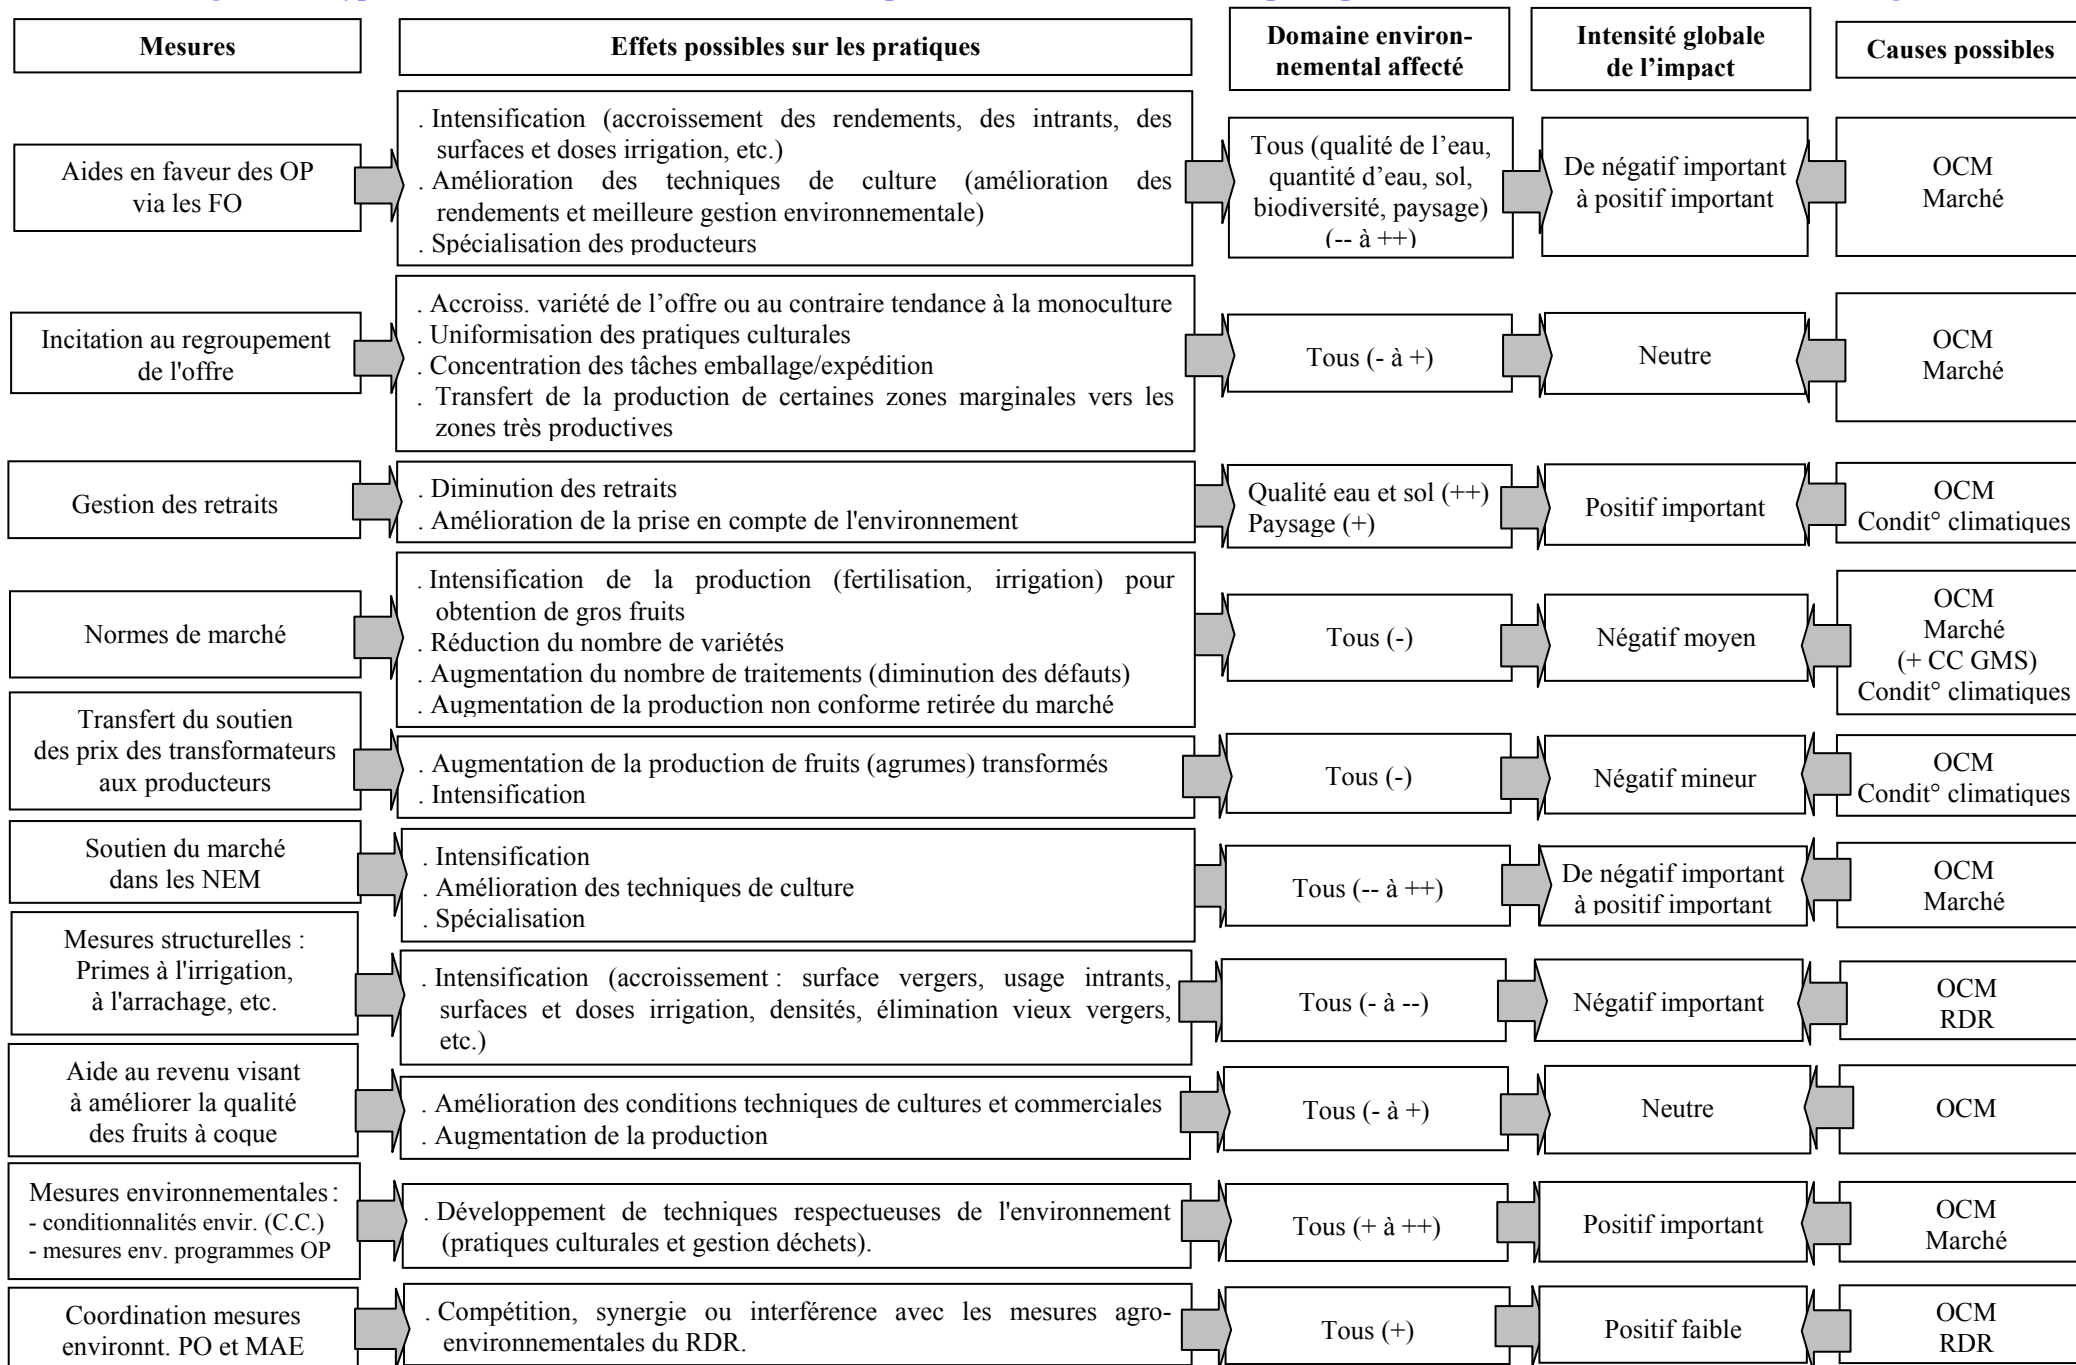 Mesures
Effets possibles sur les pratiques
Domaine environ-
nemental affecté
Intensité globale
de l'impact
Causes possibles
Aides en faveur des OP
via les FO
. Intensification (accroissement des rendements, des intrants, des
surfaces et doses irrigation, etc.)
. Amélioration des techniques de culture (amélioration des
rendements et meilleure gestion environnementale)
. Spécialisation des producteurs
Tous (qualité de l'eau,
quantité d'eau, sol,
biodiversité, paysage)
(-- à ++)
De négatif important
à positif important
OCM
Marché
Incitation au regroupement
de l'offre
. Accroiss. variété de l'offre ou au contraire tendance à la monoculture
. Uniformisation des pratiques culturales
. Concentration des tâches emballage/expédition
. Transfert de la production de certaines zones marginales vers les
zones très productives
Tous (- à +)
Neutre
OCM
Marché
Gestion des retraits
. Diminution des retraits
. Amélioration de la prise en compte de l'environnement
Qualité eau et sol (++)
Paysage (+)
Positif important
OCM
Condit° climatiques
Normes de marché
. Intensification de la production (fertilisation, irrigation) pour
obtention de gros fruits
. Réduction du nombre de variétés
. Augmentation du nombre de traitements (diminution des défauts)
. Augmentation de la production non conforme retirée du marché
Tous (-)
Négatif moyen
OCM
Marché
(+ CC GMS)
Condit° climatiques
Transfert du soutien
des prix des transformateurs
aux producteurs
. Augmentation de la production de fruits (agrumes) transformés
. Intensification
Tous (-)
Négatif mineur
OCM
Condit° climatiques
Soutien du marché
dans les NEM
. Intensification
. Amélioration des techniques de culture
. Spécialisation
Tous (-- à ++)
De négatif important
à positif important
OCM
Marché
Mesures structurelles :
Primes à l'irrigation,
à l'arrachage, etc.
. Intensification (accroissement : surface vergers, usage intrants,
surfaces et doses irrigation, densités, élimination vieux vergers,
etc.)
Tous (- à --)
Négatif important
OCM
RDR
Aide au revenu visant
à améliorer la qualité
des fruits à coque
. Amélioration des conditions techniques de cultures et commerciales
. Augmentation de la production
Tous (- à +)
Neutre
OCM
Mesures environnementales :
- conditionnalités envir. (C.C.)
- mesures env. programmes OP
. Développement de techniques respectueuses de l'environnement
(pratiques culturales et gestion déchets).
Tous (+ à ++)
Positif important
OCM
Marché
Coordination mesures
environnt. PO et MAE
. Compétition, synergie ou interférence avec les mesures agro-
environnementales du RDR.
Tous (+)
Positif faible
OCM
RDR